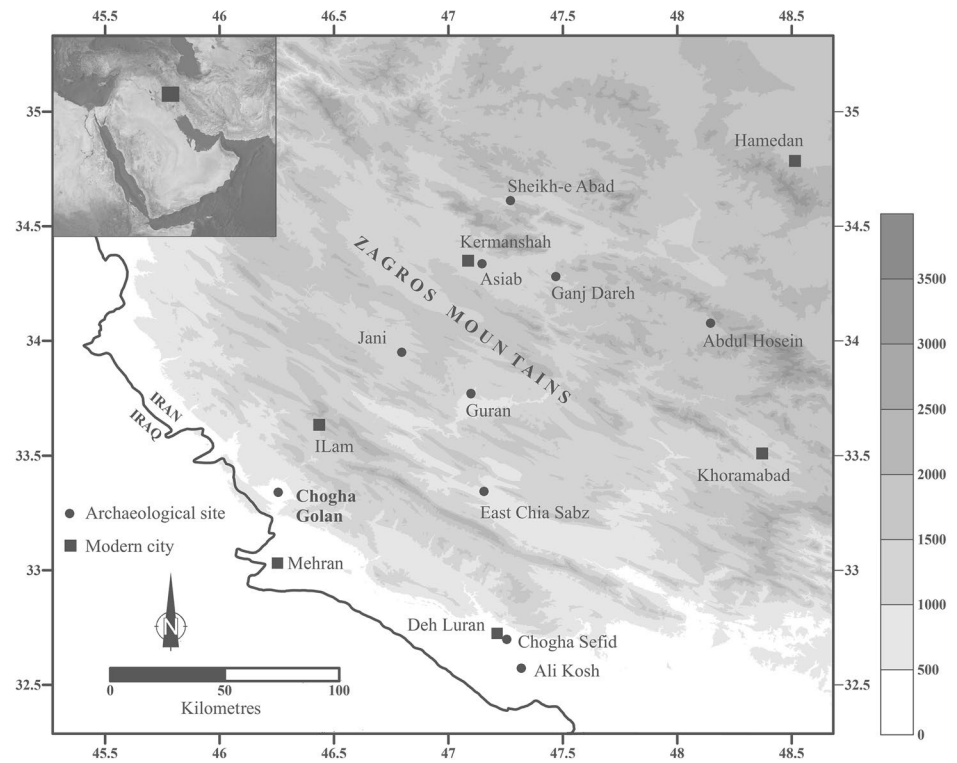 45.5 46 46.5 47 47.5 48 48.5
35 35
Hamedan
Sheikh-e Abad
34.5 34.5
Kermanshah
ZAGROS MOUNTAINS
Asiab
Ganj Dareh
3500
Jani
34 34
Abdul Hosein
3000
IRAN
IRAQ
Guran
2500
ILam
33.5 33.5
Khoramabad
2000
Chogha
Golan
Archaeological site
East Chia Sabz
Modern city
1500
Mehran
33 33
1000
N
Deh Luran
Chogha Sefid
Ali Kosh
500
32.5 32.5
0 50 100
Kilometres
0
45.5 46 46.5 47 47.5 48 48.5